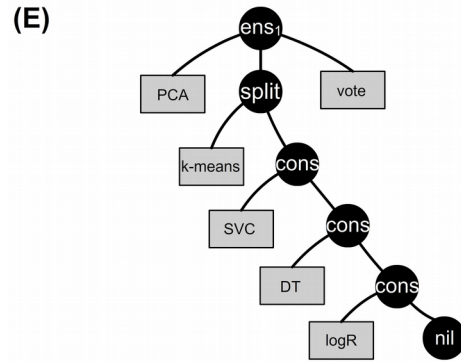 (E)
ens₁
PCA
split
vote
k-means
cons
SVC
cons
DT
cons
logR
nil